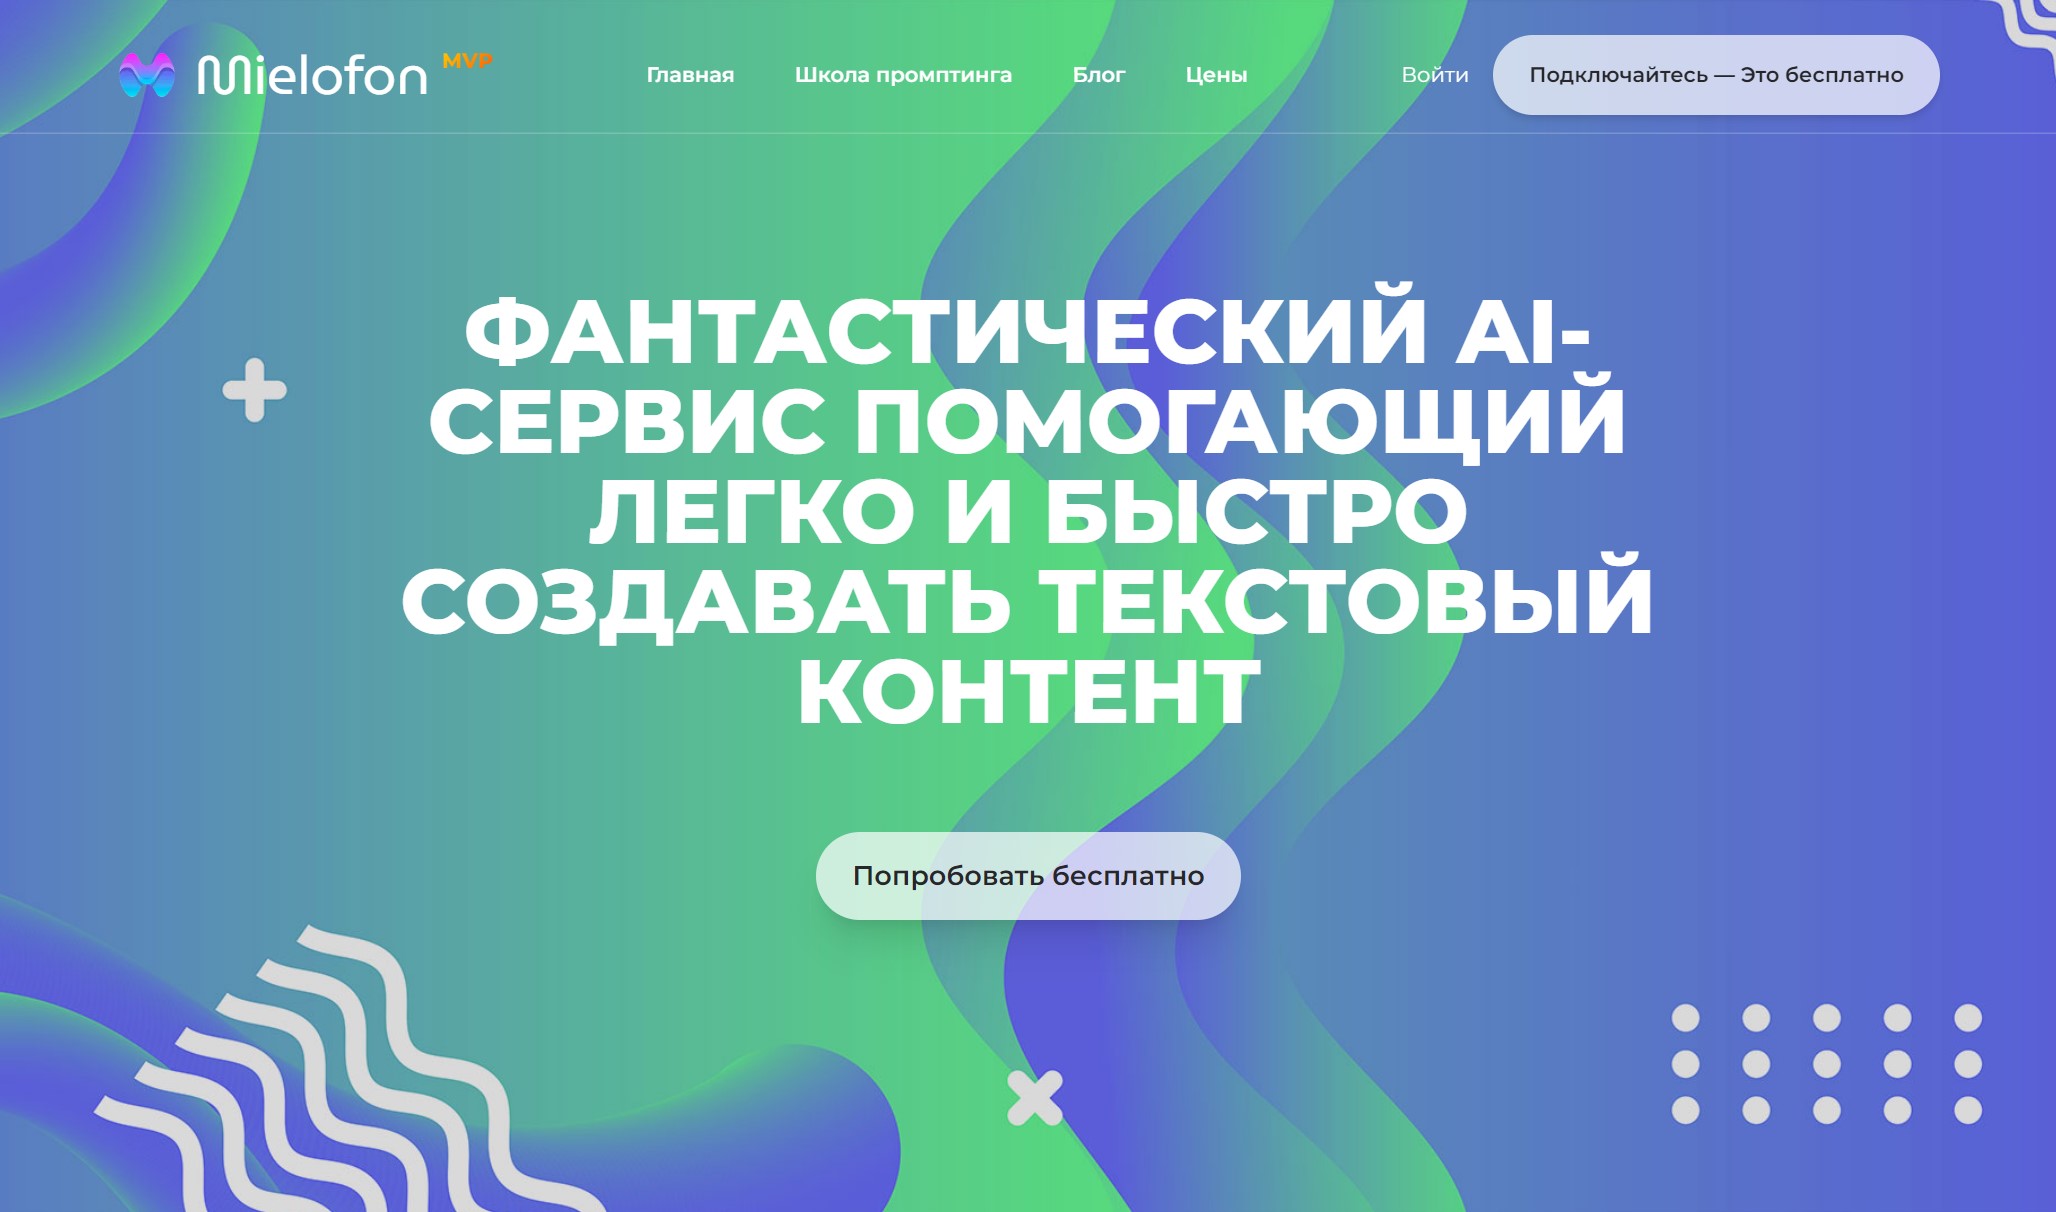 Mielofon MVP
Главная Школа промптинга Блог Цены Войти Подключайтесь — Это бесплатно
ФАНТАСТИЧЕСКИЙ AI-
СЕРВИС ПОМОГАЮЩИЙ
ЛЕГКО И БЫСТРО
СОЗДАВАТЬ ТЕКСТОВЫЙ
КОНТЕНТ
Попробовать бесплатно